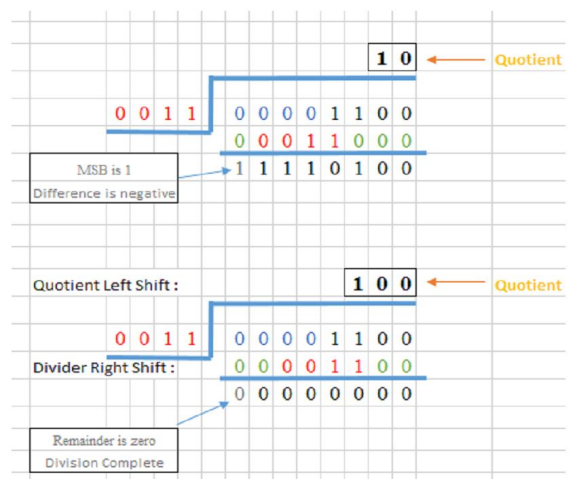 1 0 Quotient
0 0 1 1 0 0 0 0 1 1 0 0
0 0 0 1 1 0 0 0
MSB is 1
Difference is negative
1 1 1 1 0 1 0 0
Quotient Left Shift : 1 0 0 Quotient
0 0 1 1 0 0 0 0 1 1 0 0
Divider Right Shift : 0 0 0 0 1 1 0 0
0 0 0 0 0 0 0 0
Remainder is zero
Division Complete